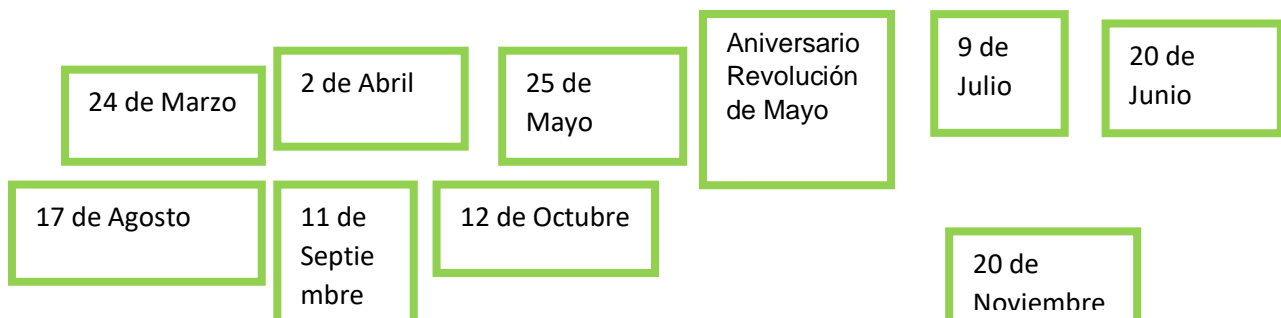 24 de Marzo
2 de Abril
25 de
Mayo
Aniversario
Revolución
de Mayo
9 de
Julio
20 de
Junio
17 de Agosto
11 de
Septie
mbre
12 de Octubre
20 de
Noviembre